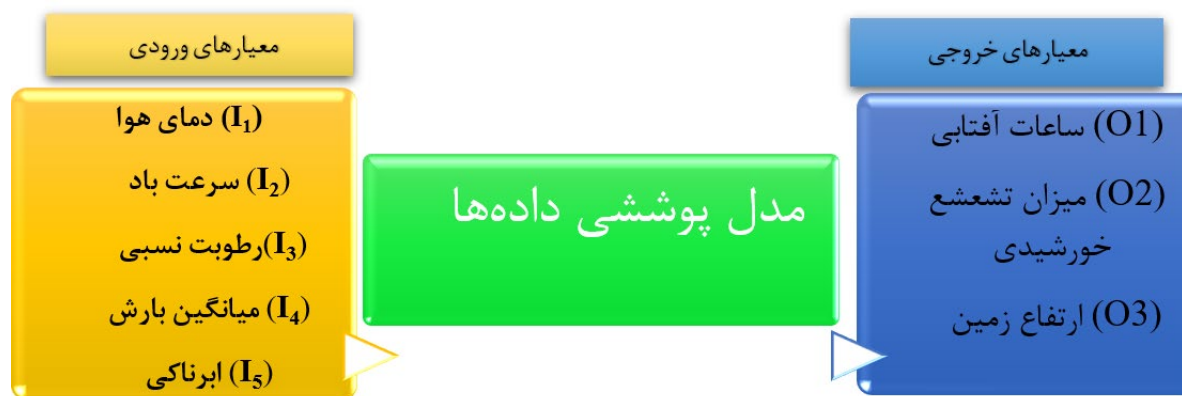 معیارهای ورودی
(I₁) دمای هوا
(I₂) سرعت باد
(I₃)رطوبت نسبی
(I₄) میانگین بارش
(I₅) ابرناکی
مدل پوششی داده‌ها
معیارهای خروجی
(O1) ساعات آفتابی
(O2) میزان تشعشع
خورشیدی
(O3) ارتفاع زمین